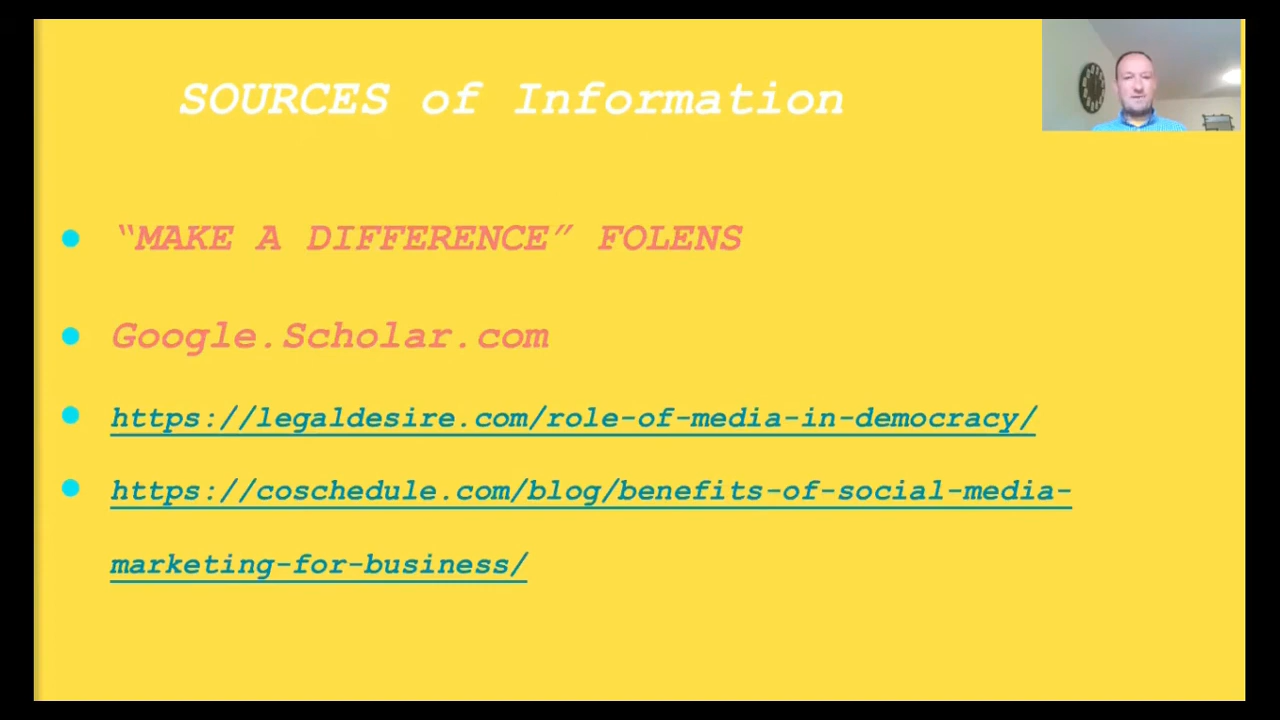 SOURCES of Information
“MAKE A DIFFERENCE” FOLENS
Google.Scholar.com
https://legaldesire.com/role-of-media-in-democracy/
https://coschedule.com/blog/benefits-of-social-media-
marketing-for-business/